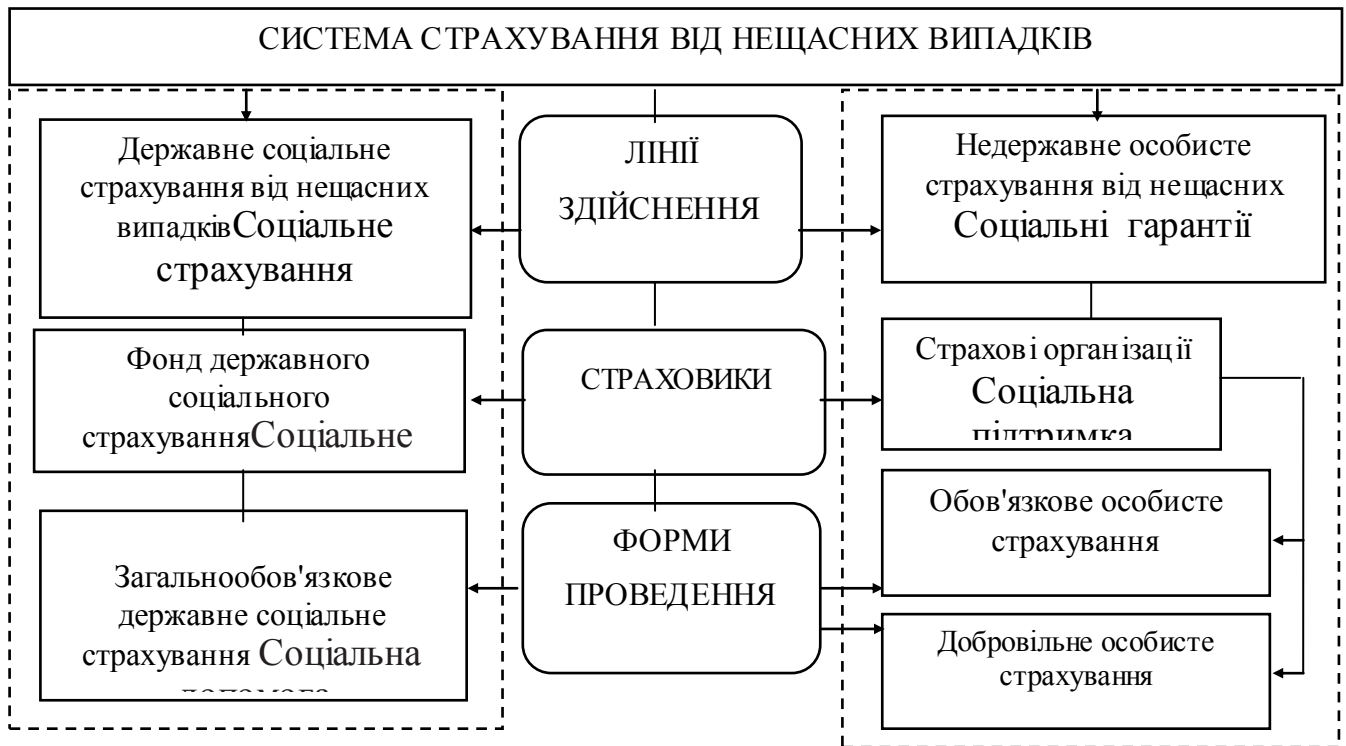 СИСТЕМА СТРАХУВАННЯ ВІД НЕЩАСНИХ ВИПАДКІВ
Державне соціальне
страхування від нещасних
випадківСоціальне
страхування
ЛІНІЇ
ЗДІЙСНЕННЯ
Недержавне особисте
страхування від нещасних
Соціальні гарантії
Фонд державного
соціального
страхуванняСоціальне
СТРАХОВИКИ
Страхові організації
Соціальна
підтримка
Загальнообов'язкове
державне соціальне
страхування Соціальна
допомога
ФОРМИ
ПРОВЕДЕННЯ
Обов'язкове особисте
страхування
Добровільне особисте
страхування